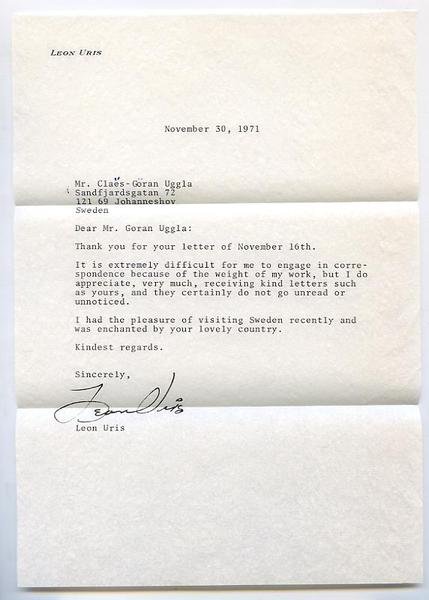 LEON URIS
November 30, 1971
Mr. Claës-Göran Uggla
Sandfjardsgatan 72
121 69 Johanneshov
Sweden
Dear Mr. Goran Uggla:
Thank you for your letter of November 16th.
It is extremely difficult for me to engage in corre-
spondence because of the weight of my work, but I do
appreciate, very much, receiving kind letters such
as yours, and they certainly do not go unread or
unnoticed.
I had the pleasure of visiting Sweden recently and
was enchanted by your lovely country.
Kindest regards.
Sincerely,
Leon Uris
Leon Uris